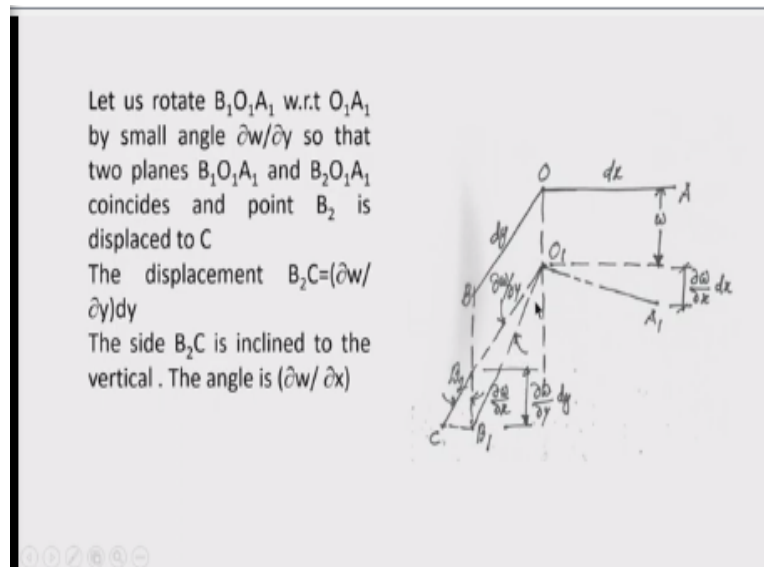 Let us rotate B₁O₁A₁ w.r.t O₁A₁
by small angle ∂w/∂y so that
two planes B₁O₁A₁ and B₂O₁A₁
coincides and point B₂ is
displaced to C
The displacement B₂C=(∂w/
∂y)dy
The side B₂C is inclined to the
vertical . The angle is (∂w/ ∂x)
O
dx
A
ω
dy
O₁
∂ω/∂x dx
A₁
B
∂ω/∂y
B₂
∂ω/∂x
∂ω/∂y dy
C
B₁